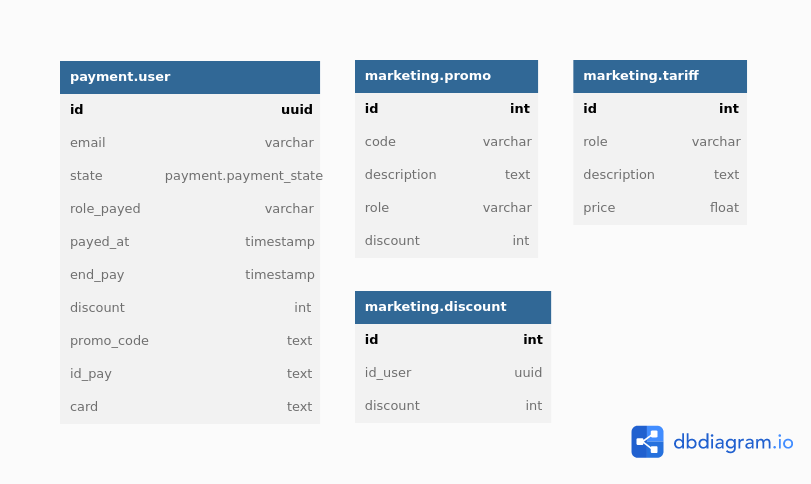 payment.user
id uuid
email varchar
state payment.payment_state
role_payed varchar
payed_at timestamp
end_pay timestamp
discount int
promo_code text
id_pay text
card text
marketing.promo
id int
code varchar
description text
role varchar
discount int
marketing.discount
id int
id_user uuid
discount int
marketing.tariff
id int
role varchar
description text
price float
dbdiagram.io